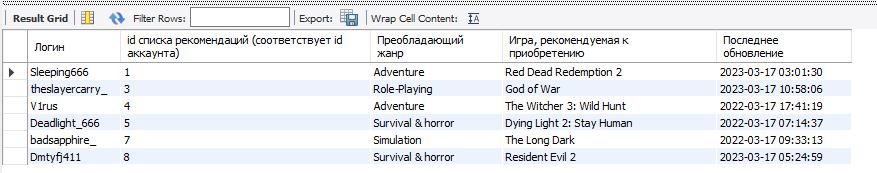 Result Grid Filter Rows: Export: Wrap Cell Content:
Логин id списка рекомендаций (соответствует id аккаунта) Преобладающий жанр Игра, рекомендуемая к приобретению Последнее обновление
Sleeping666 1 Adventure Red Dead Redemption 2 2023-03-17 03:01:30
theslayercarry_ 3 Role-Playing God of War 2023-03-17 10:58:06
V1rus 4 Adventure The Witcher 3: Wild Hunt 2022-03-17 17:41:19
Deadlight_666 5 Survival & horror Dying Light 2: Stay Human 2022-03-17 07:14:37
badsapphire_ 7 Simulation The Long Dark 2022-03-17 09:33:13
Dmtyfj411 8 Survival & horror Resident Evil 2 2023-03-17 05:24:59